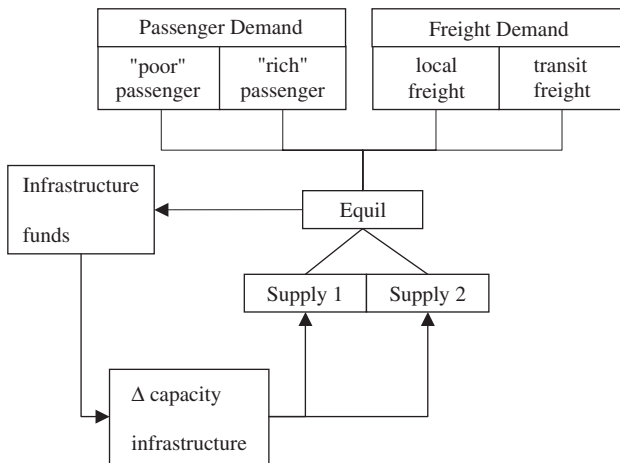 Passenger Demand
"poor" passenger
"rich" passenger
Freight Demand
local freight
transit freight
Infrastructure
funds
Equil
Supply 1
Supply 2
Δ capacity
infrastructure